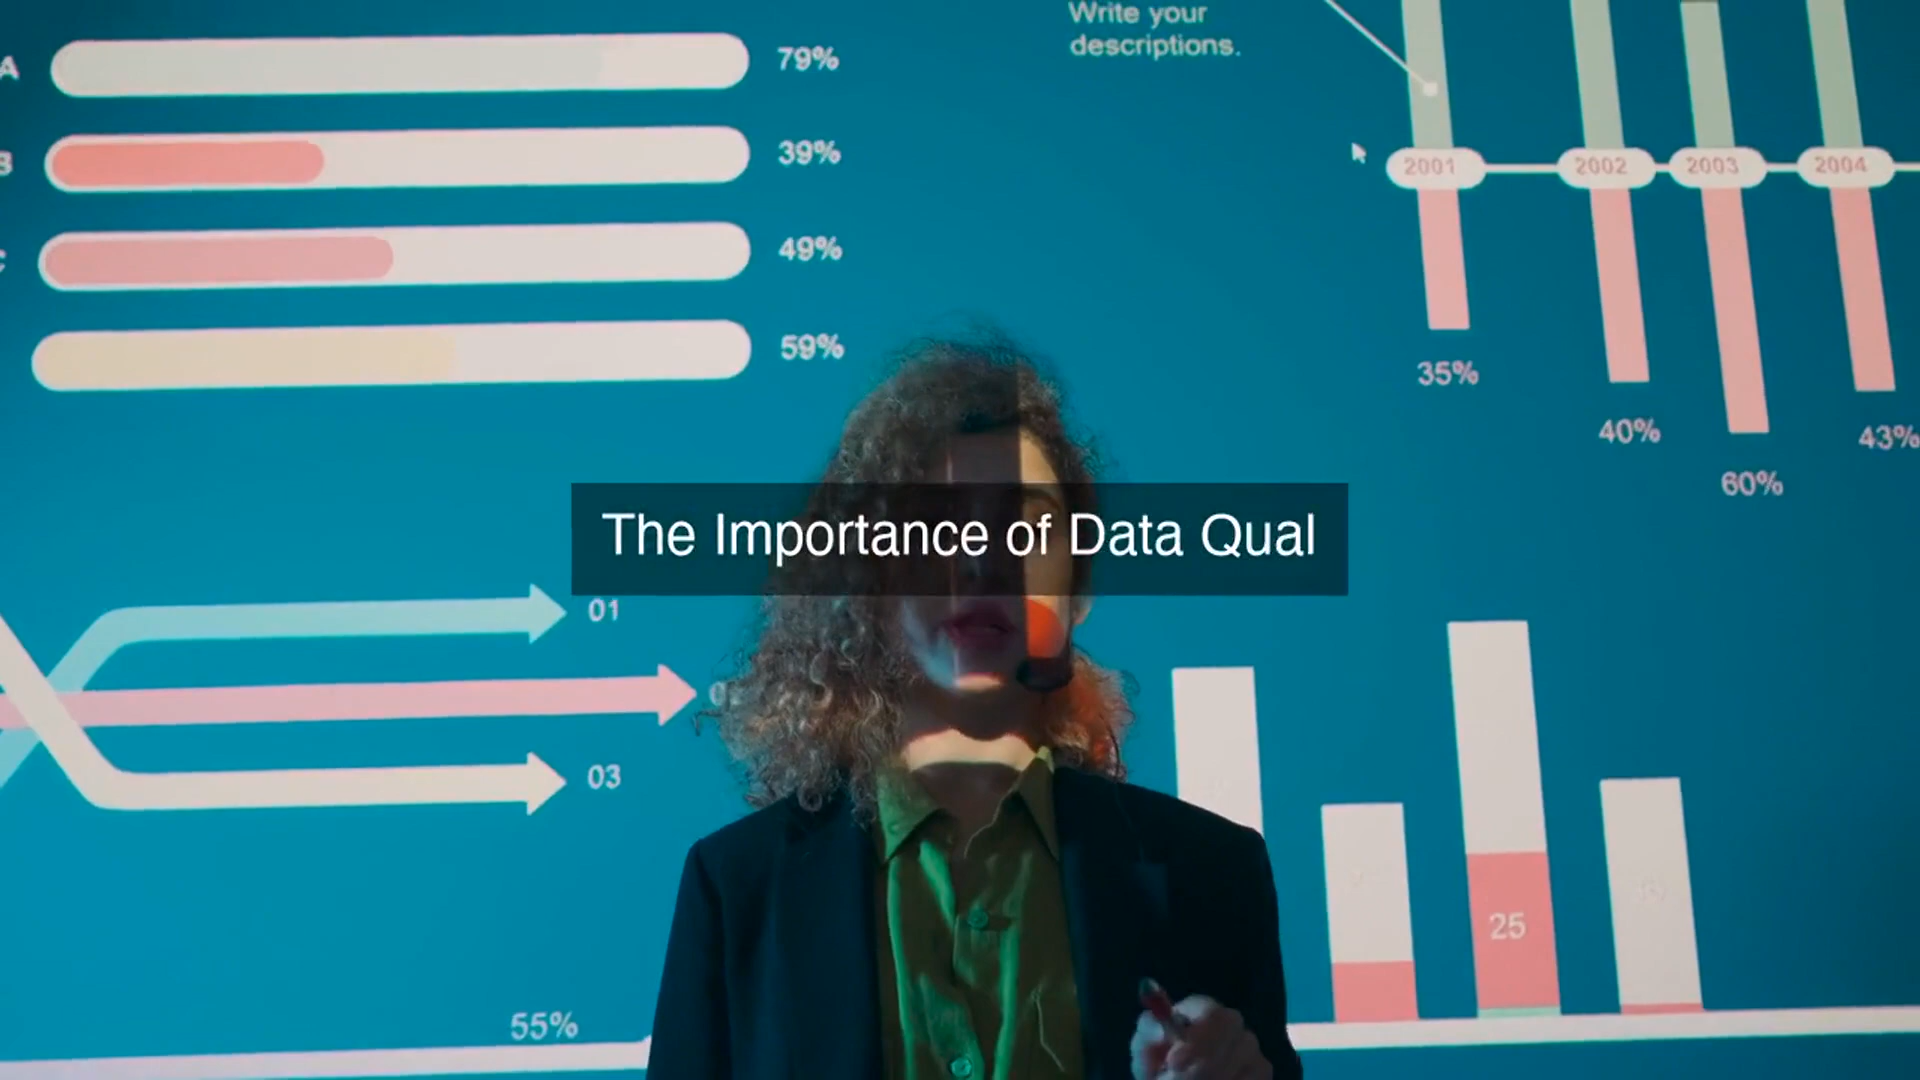 A
79%
B
39%
C
49%
59%
Write your
descriptions.
2001
2002
2003
2004
35%
40%
60%
43%
The Importance of Data Qual
01
03
25
55%